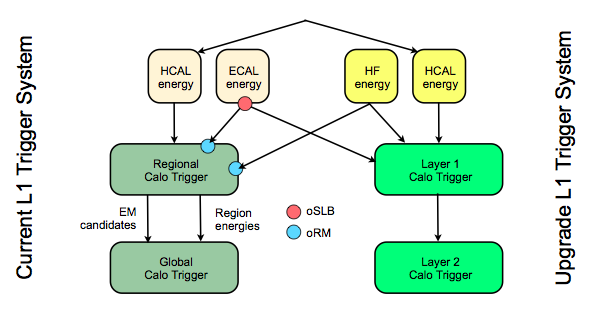 Current L1 Trigger System
HCAL
energy
ECAL
energy
HF
energy
HCAL
energy
Regional
Calo Trigger
Layer 1
Calo Trigger
EM
candidates
Region
energies
oSLB
oRM
Global
Calo Trigger
Layer 2
Calo Trigger
Upgrade L1 Trigger System